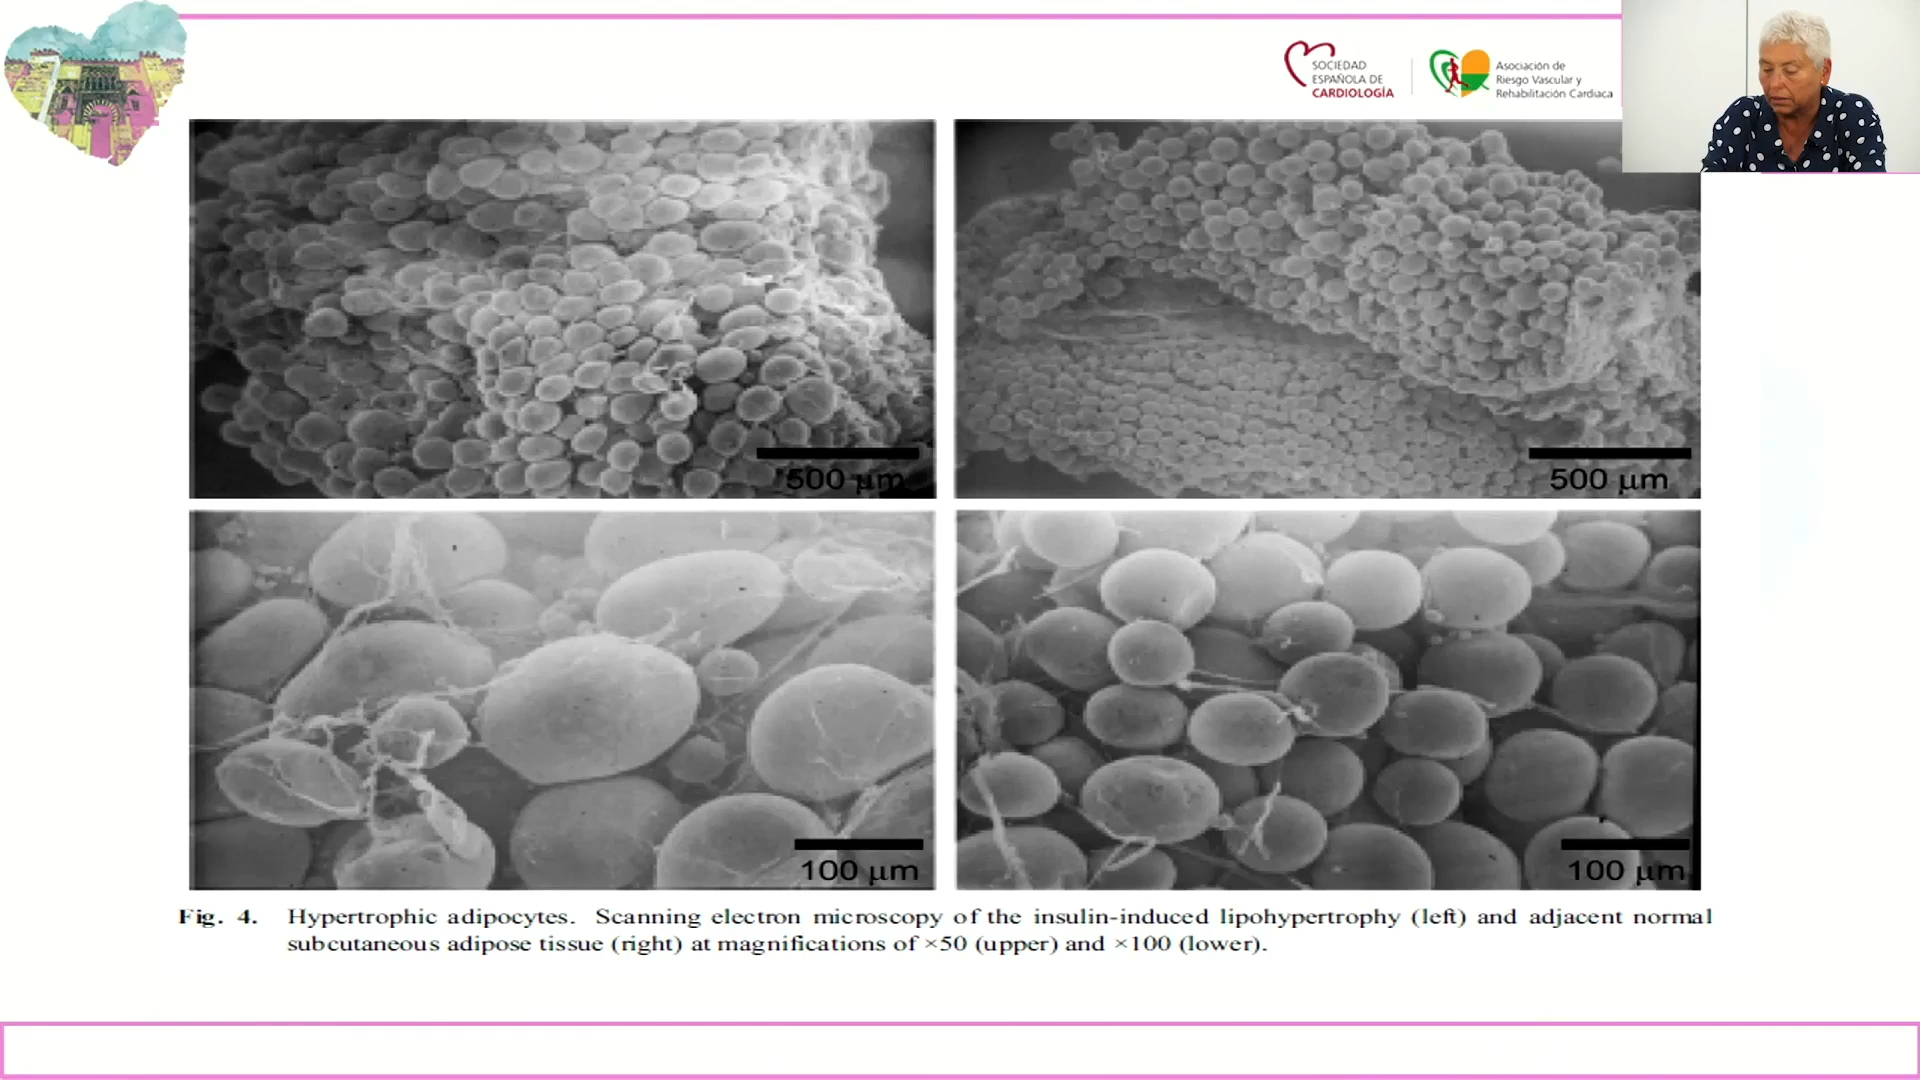 SOCIEDAD
ESPAÑOLA DE
CARDIOLOGÍA
Asociación de
Riesgo Vascular y
Rehabilitación Cardiaca
500 µm
500 µm
100 µm
100 µm
Fig. 4. Hypertrophic adipocytes. Scanning electron microscopy of the insulin-induced lipohypertrophy (left) and adjacent normal
subcutaneous adipose tissue (right) at magnifications of ×50 (upper) and ×100 (lower).